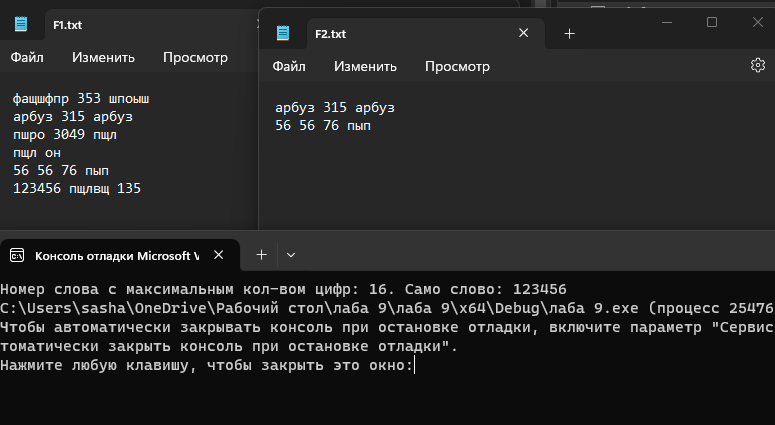 F1.txt
Файл Изменить Просмотр
фащшфпр 353 шпоыш
арбуз 315 арбуз
пшро 3049 пщл
пщл он
56 56 76 пып
123456 пщлвщ 135
F2.txt
Файл Изменить Просмотр
арбуз 315 арбуз
56 56 76 пып
Консоль отладки Microsoft V
Номер слова с максимальным кол-вом цифр: 16. Само слово: 123456
C:\Users\sasha\OneDrive\Рабочий стол\лаба 9\лаба 9\x64\Debug\лаба 9.exe (процесс 25476
Чтобы автоматически закрывать консоль при остановке отладки, включите параметр "Сервис
томатически закрыть консоль при остановке отладки".
Нажмите любую клавишу, чтобы закрыть это окно: